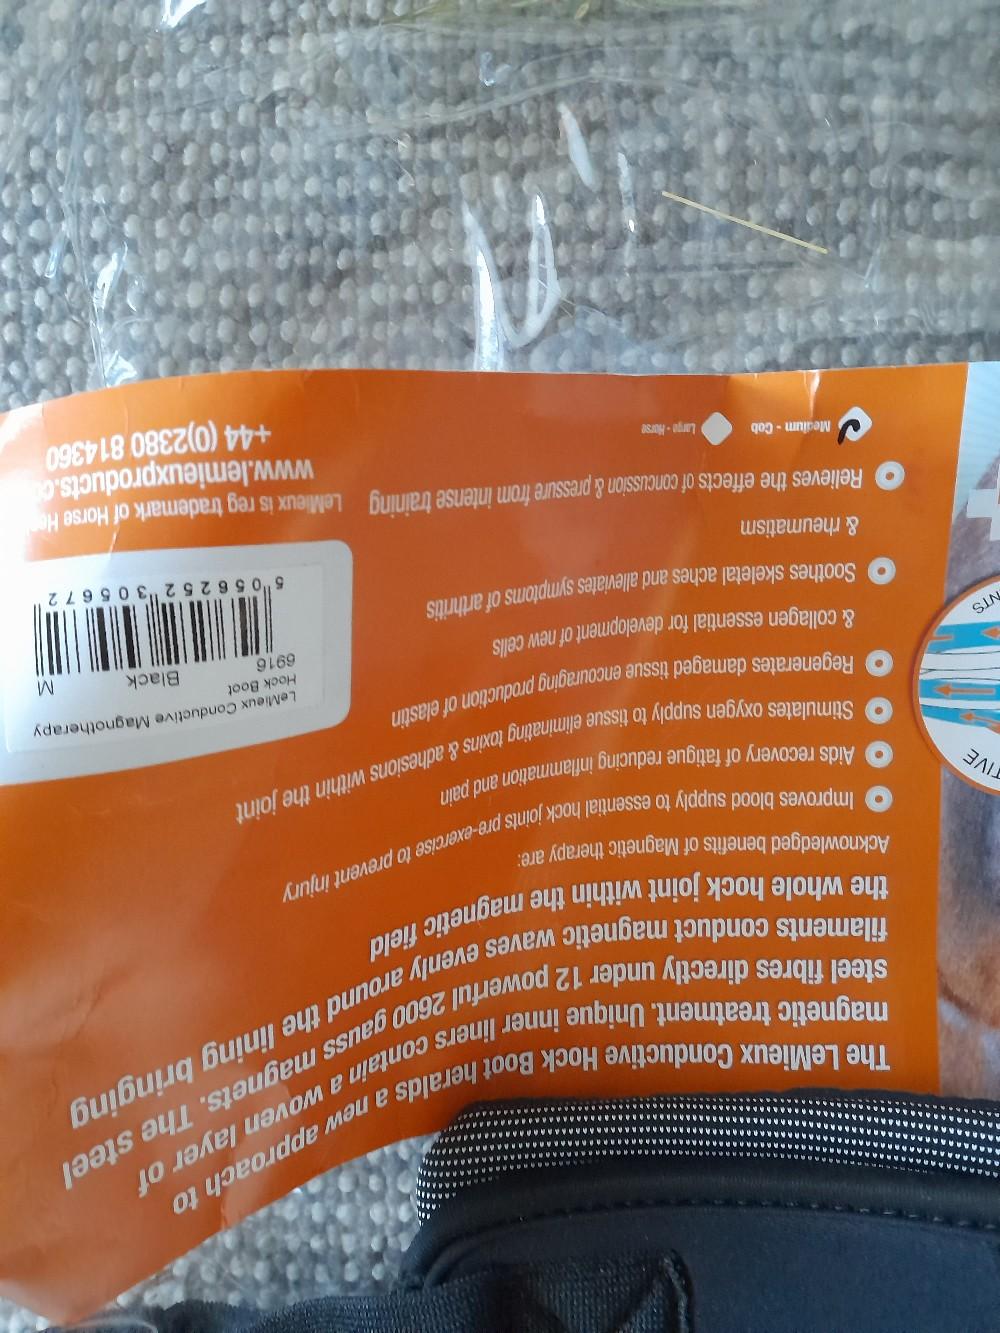 The LeMieux Conductive Hock Boot heralds a new approach to
magnetic treatment. Unique inner liners contain a woven layer of
steel fibres directly under 12 powerful 2600 gauss magnets. The steel
filaments conduct magnetic waves evenly around the lining bringing
the whole hock joint within the magnetic field
Acknowledged benefits of Magnetic therapy are:
Improves blood supply to essential hock joints pre-exercise to prevent injury
Aids recovery of fatigue reducing inflammation and pain
Stimulates oxygen supply to tissue eliminating toxins & adhesions within the joint
Regenerates damaged tissue encouraging production of elastin
& collagen essential for development of new cells
Soothes skeletal aches and alleviates symptoms of arthritis
& rheumatism
Relieves the effects of concussion & pressure from intense training
Medium - Cob
Large - Horse
LeMieux Conductive Magnotherapy
Hock Boot
6916
Black
M
5 056252 305672
LeMieux is reg trademark of Horse
www.lemieuxproducts.co
+44 (0)2380 814360
TIVE
NTS